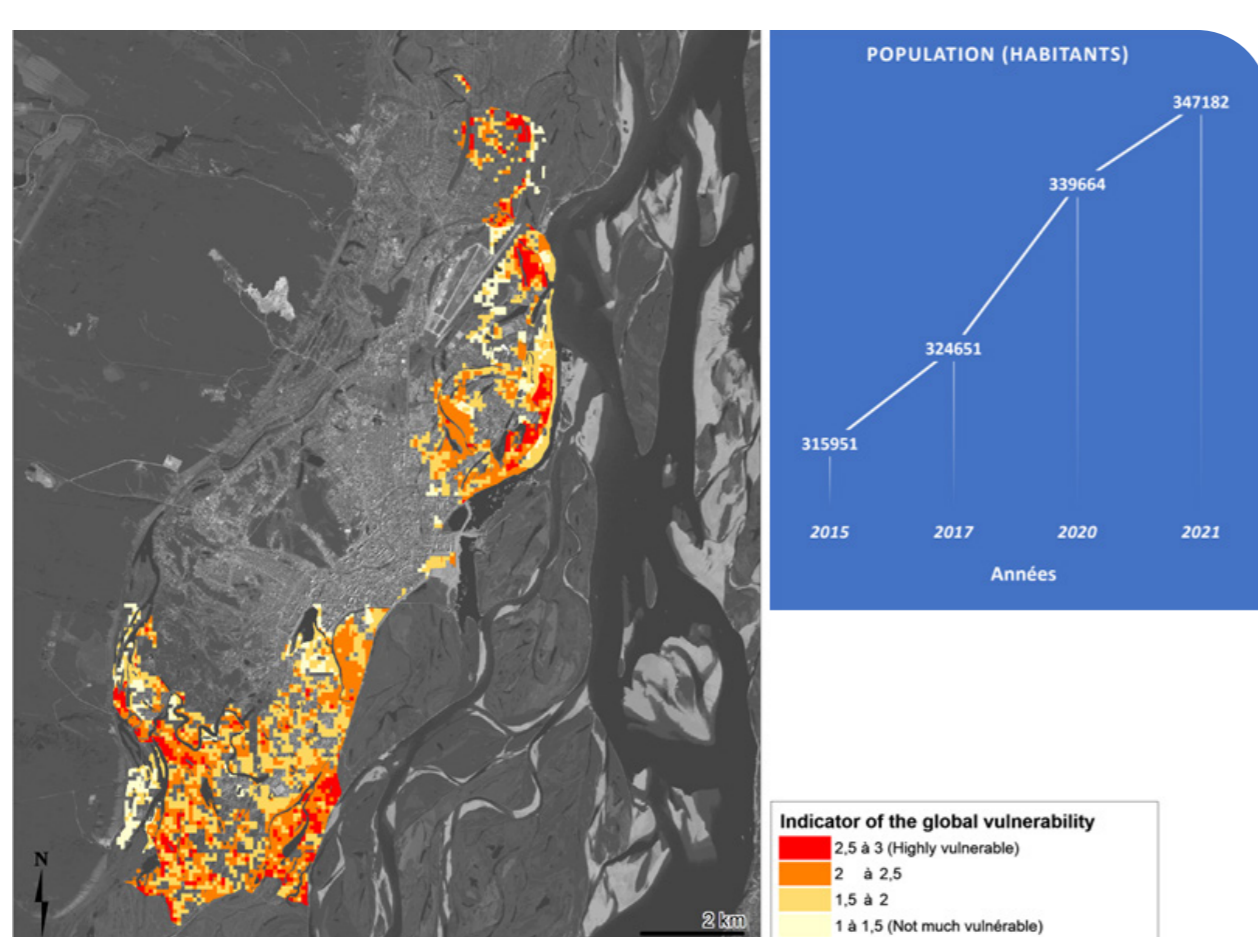 POPULATION (HABITANTS)
347182
339664
324651
315951
2015 2017 2020 2021
Années
Indicator of the global vulnerability
2,5 à 3 (Highly vulnerable)
2 à 2,5
1,5 à 2
1 à 1,5 (Not much vulnérable)
N
2 km